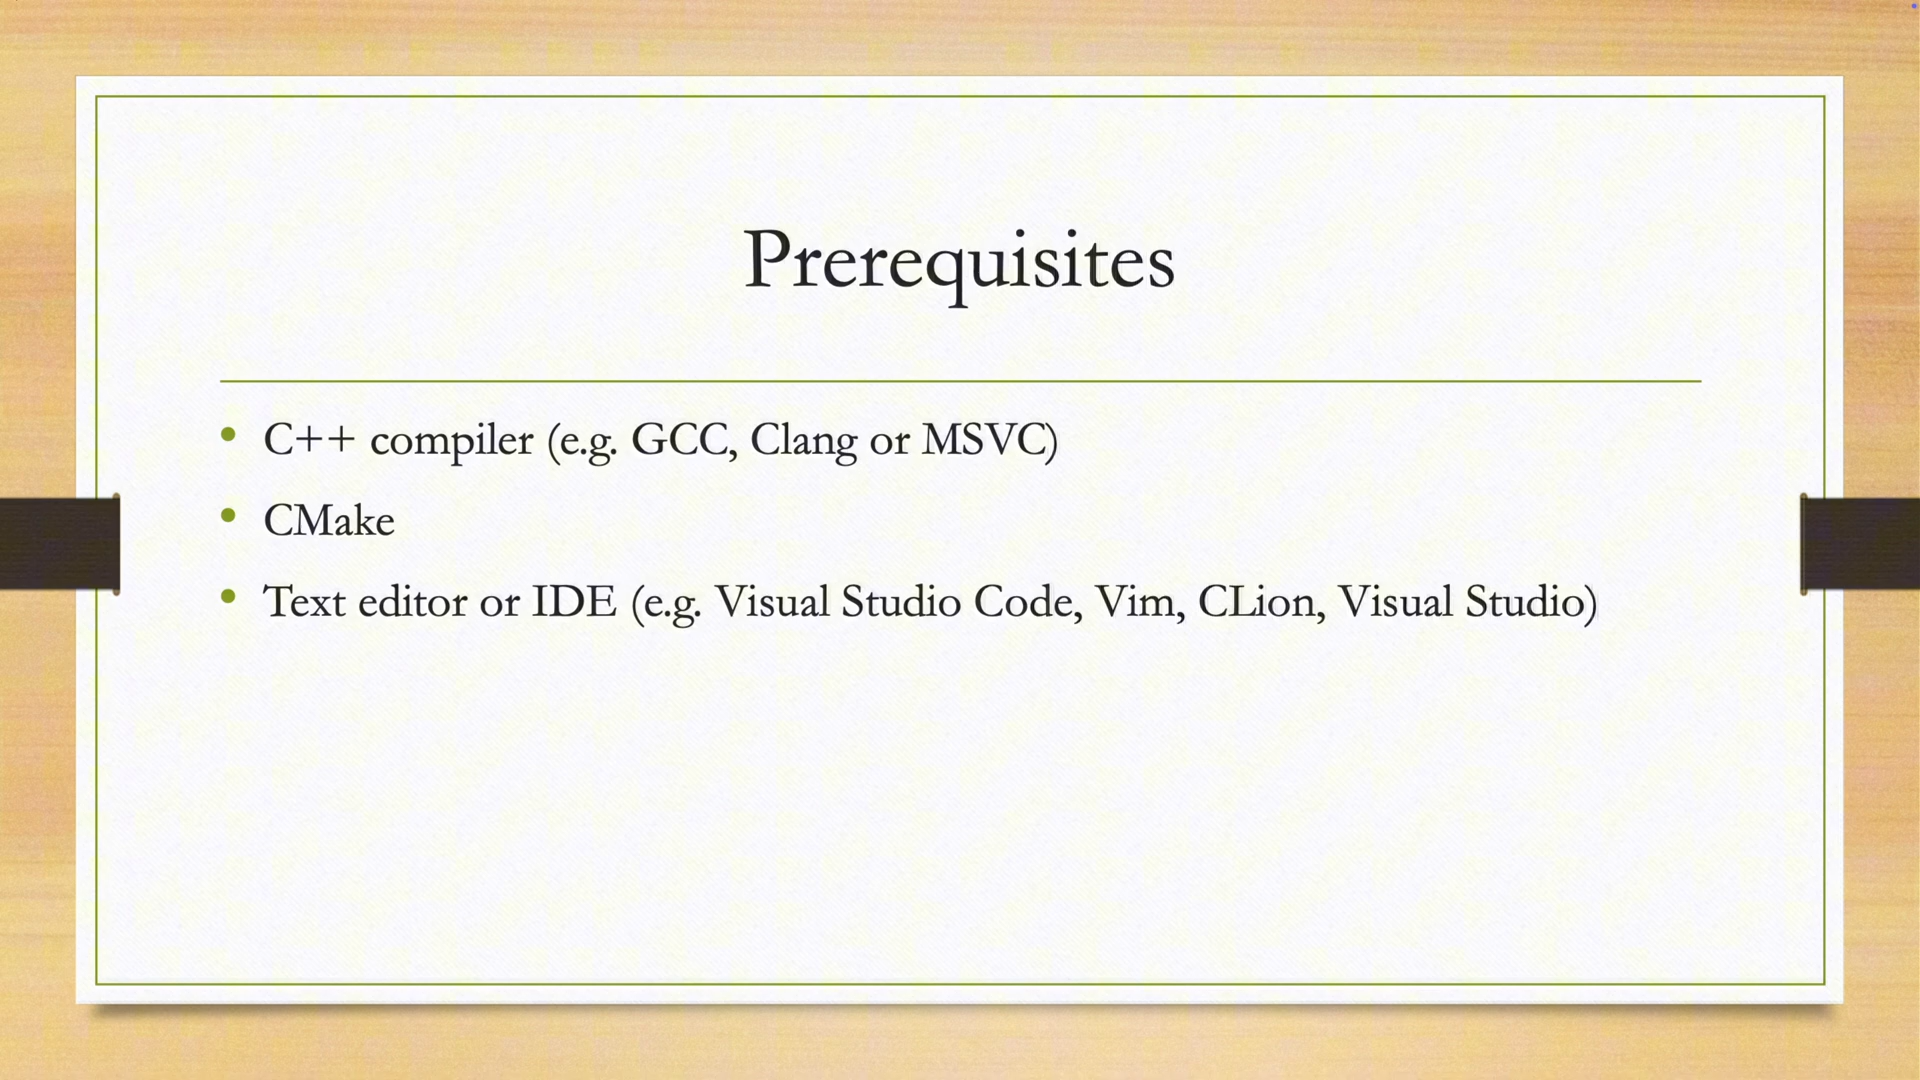 Prerequisites
• C++ compiler (e.g. GCC, Clang or MSVC)
• CMake
• Text editor or IDE (e.g. Visual Studio Code, Vim, CLion, Visual Studio)